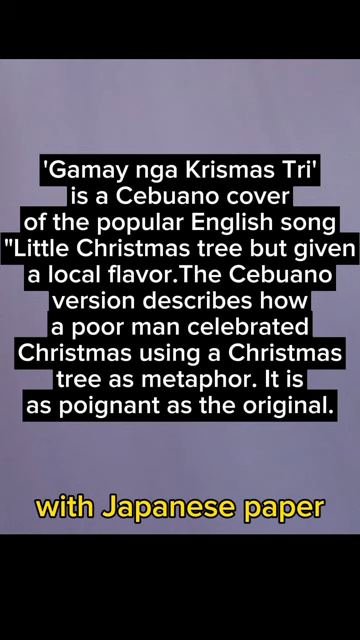 'Gamay nga Krismas Tri'
is a Cebuano cover
of the popular English song
"Little Christmas tree but given
a local flavor.The Cebuano
version describes how
a poor man celebrated
Christmas using a Christmas
tree as metaphor. It is
as poignant as the original.
with Japanese paper